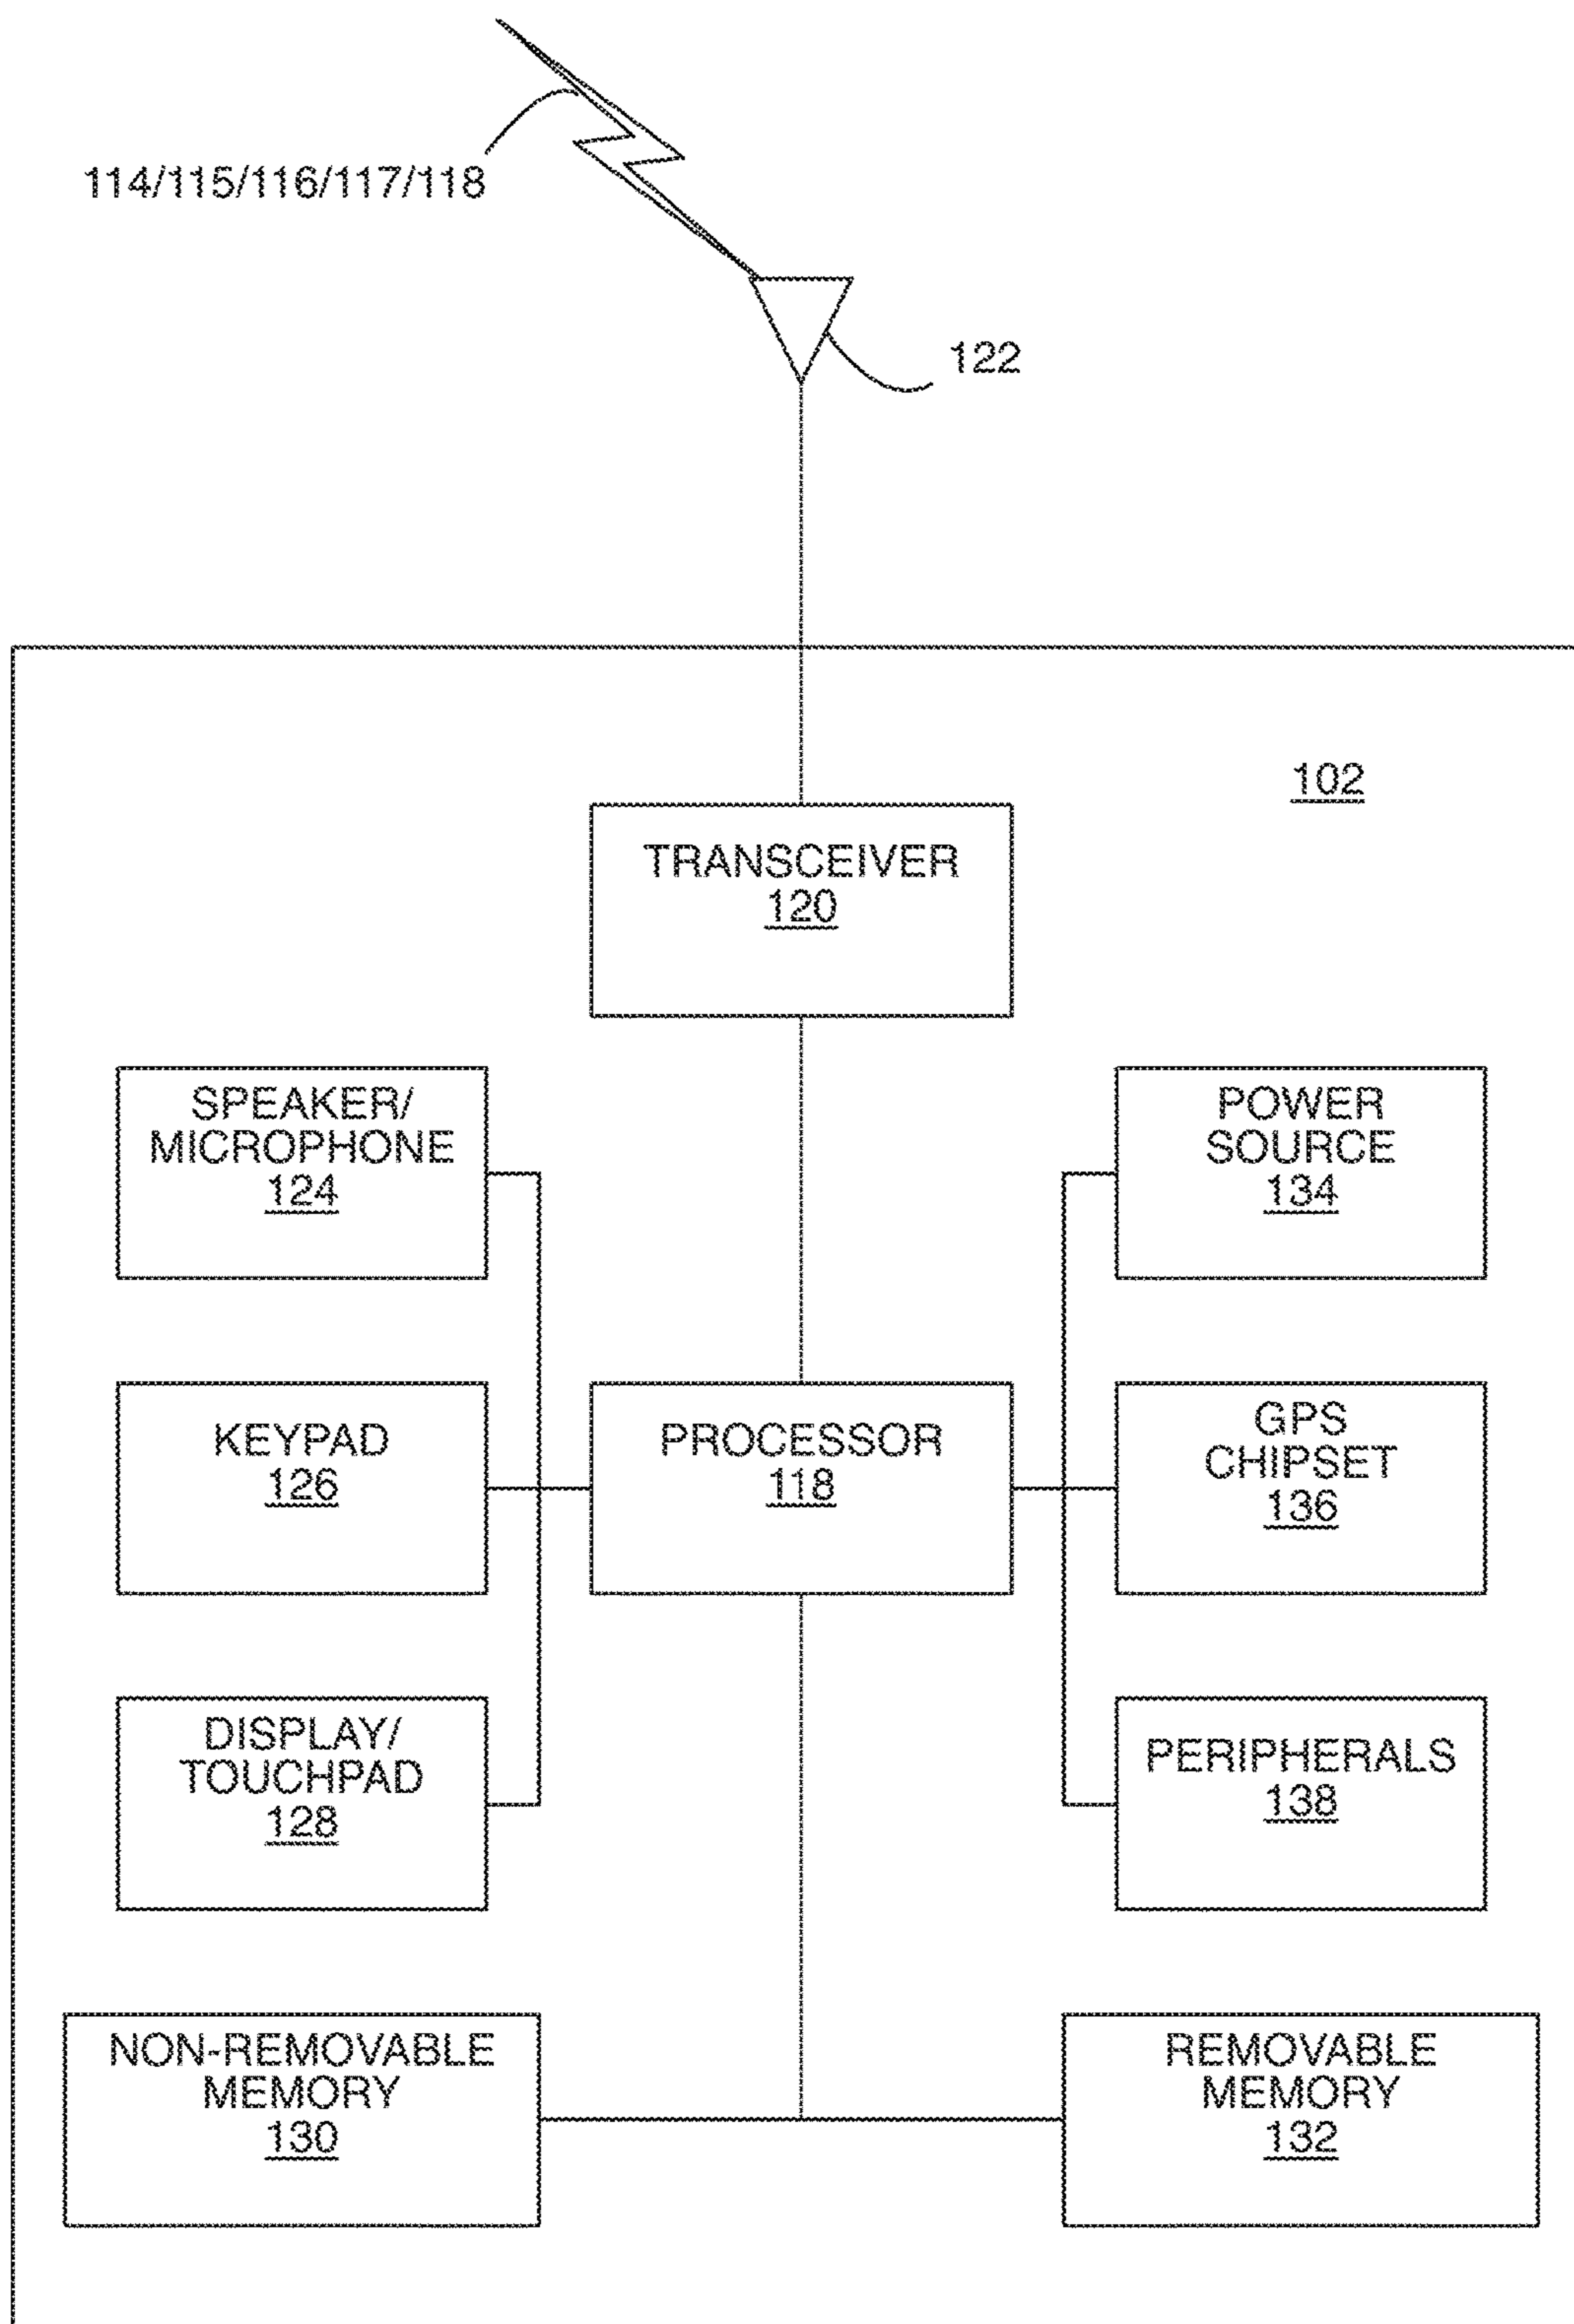 114/115/116/117/118
122
102
TRANSCEIVER
120
SPEAKER/
MICROPHONE
124
POWER
SOURCE
134
KEYPAD
126
PROCESSOR
118
GPS
CHIPSET
136
DISPLAY/
TOUCHPAD
128
PERIPHERALS
138
NON-REMOVABLE
MEMORY
130
REMOVABLE
MEMORY
132